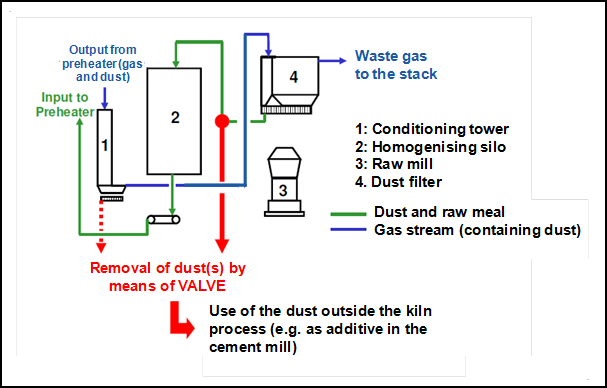 Output from
preheater(gas
and dust)
Input to
Preheater
Waste gas
to the stack
1
2
3
4
1: Conditioning tower
2: Homogenising silo
3: Raw mill
4. Dust filter
Dust and raw meal
Gas stream (containing dust)
Removal of dust(s) by
means of VALVE
Use of the dust outside the kiln
process (e.g. as additive in the
cement mill)